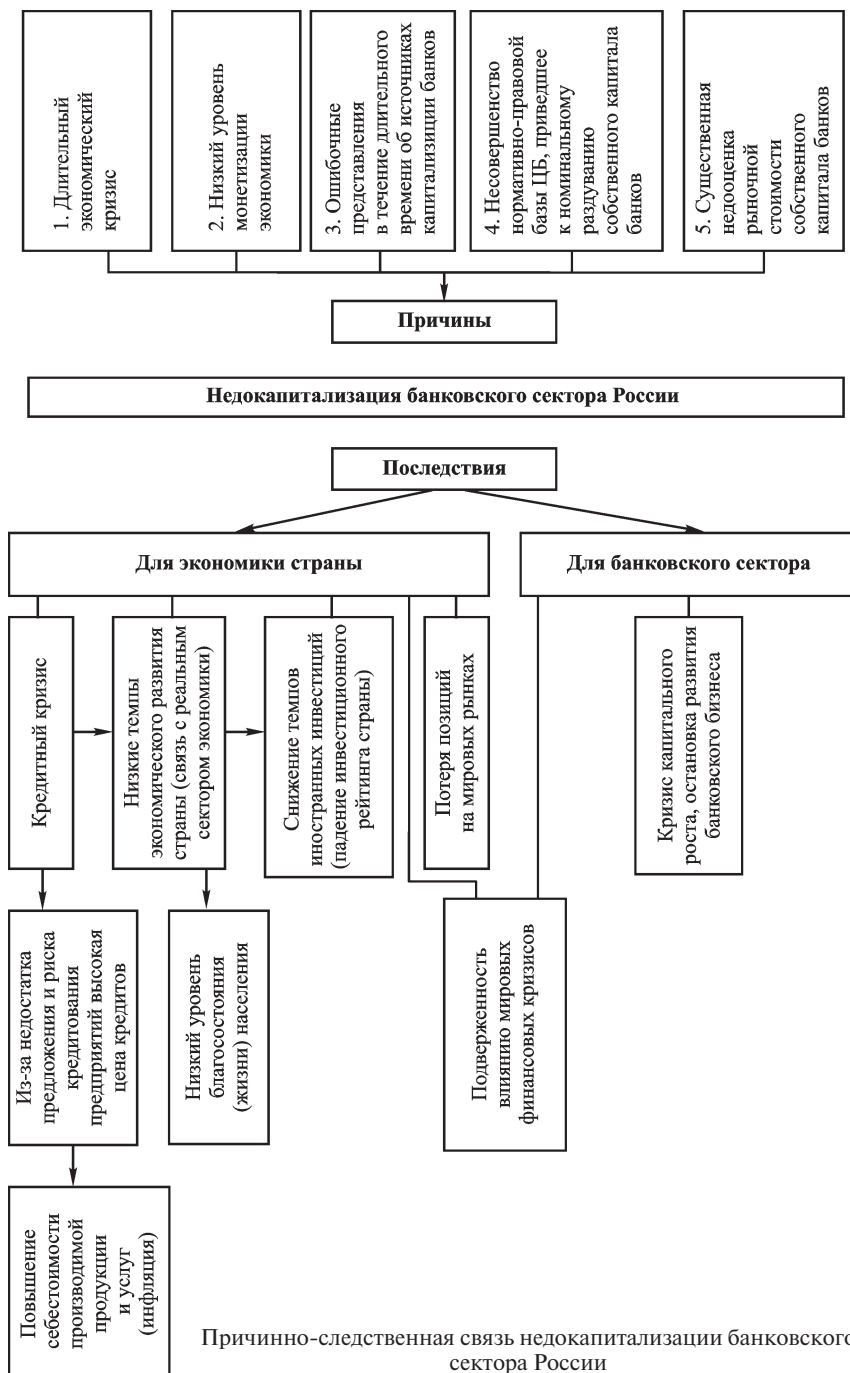 1. Длительный
экономический
кризис
2. Низкий уровень
монетизации
экономики
3. Ошибочные
представления
в течение длительного
времени об источниках
капитализиции банков
4. Несовершенство
нормативно-правовой
базы ЦБ, приведшее
к номинальному
раздуванию
собственного капитала
банков
5. Существенная
недооценка
рыночной
стоимости
собственного
капитала банков
Причины
Недокапитализация банковского сектора России
Последствия
Для экономики страны
Для банковского сектора
Кредитный кризис
Низкие темпы
экономического развития
страны (связь с реальным
сектором экономики)
Снижение темпов
иностранных инвестиций
(падение инвестиционного
рейтинга страны)
Потеря позиций
на мировых рынках
Кризис капитального
роста, остановка развития
банковского бизнеса
Из-за недостатка
предложения и риска
кредитования
предприятий высокая
цена кредитов
Низкий уровень
благосостояния
(жизни) населения
Подверженность
влиянию мировых
финансовых кризисов
Повышение
себестоимости
производимой
продукции
и услуг
(инфляция)
Причинно-следственная связь недокапитализации банковского
сектора России